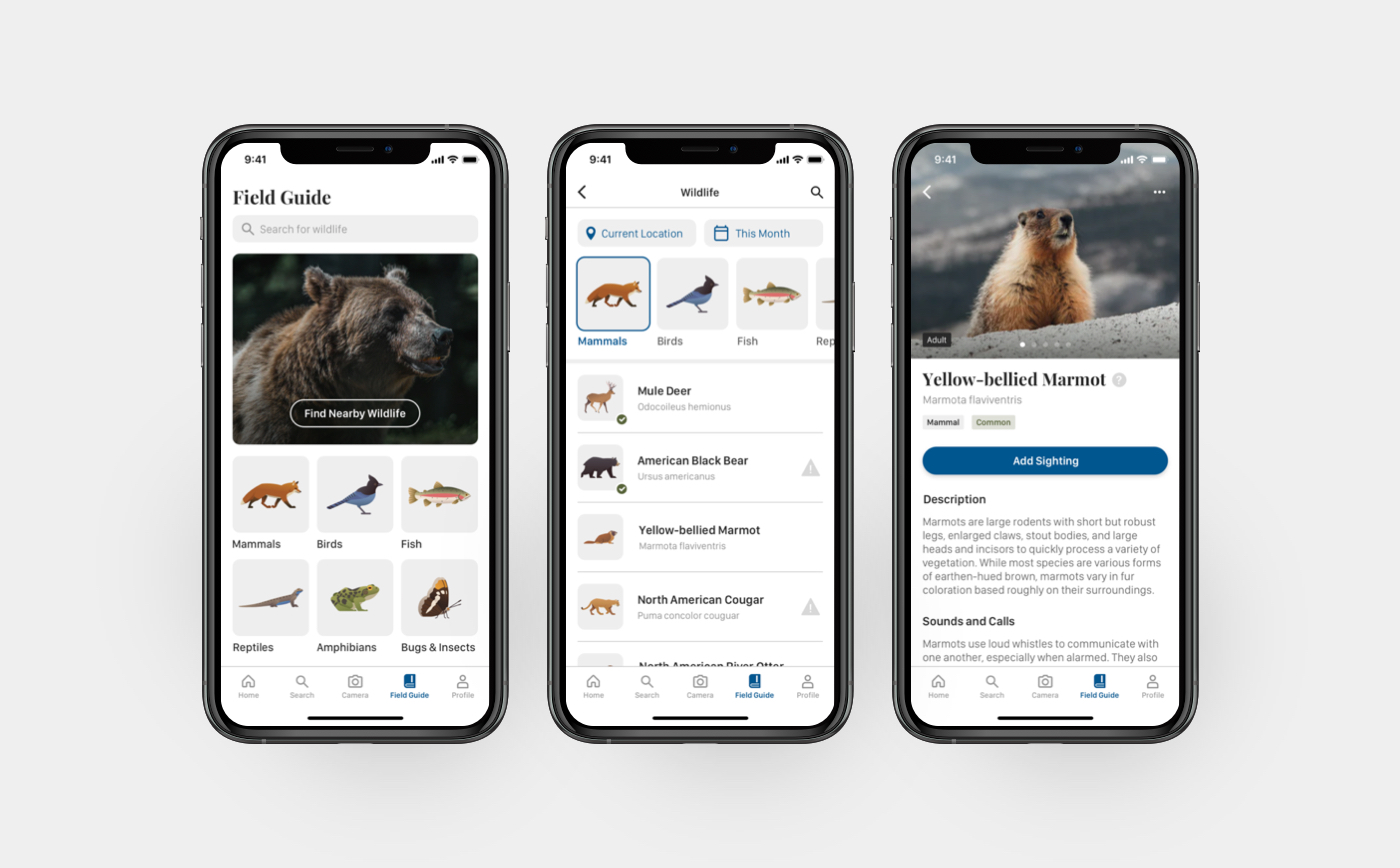 9:41
Field Guide
Search for wildlife
Find Nearby Wildlife
Mammals
Birds
Fish
Reptiles
Amphibians
Bugs & Insects
Home
Search
Camera
Field Guide
Profile
9:41
Wildlife
Current Location
This Month
Mammals
Birds
Fish
Rep
Mule Deer
Odocoileus hemionus
American Black Bear
Ursus americanus
Yellow-bellied Marmot
Marmota flaviventris
North American Cougar
Puma concolor couguar
North American River Otter
Home
Search
Camera
Field Guide
Profile
9:41
Adult
Yellow-bellied Marmot ?
Marmota flaviventris
Mammal
Common
Add Sighting
Description
Marmots are large rodents with short but robust
legs, enlarged claws, stout bodies, and large
heads and incisors to quickly process a variety of
vegetation. While most species are various forms
of earthen-hued brown, marmots vary in fur
coloration based roughly on their surroundings.
Sounds and Calls
Marmots use loud whistles to communicate with
one another, especially when alarmed. They also
Home
Search
Camera
Field Guide
Profile